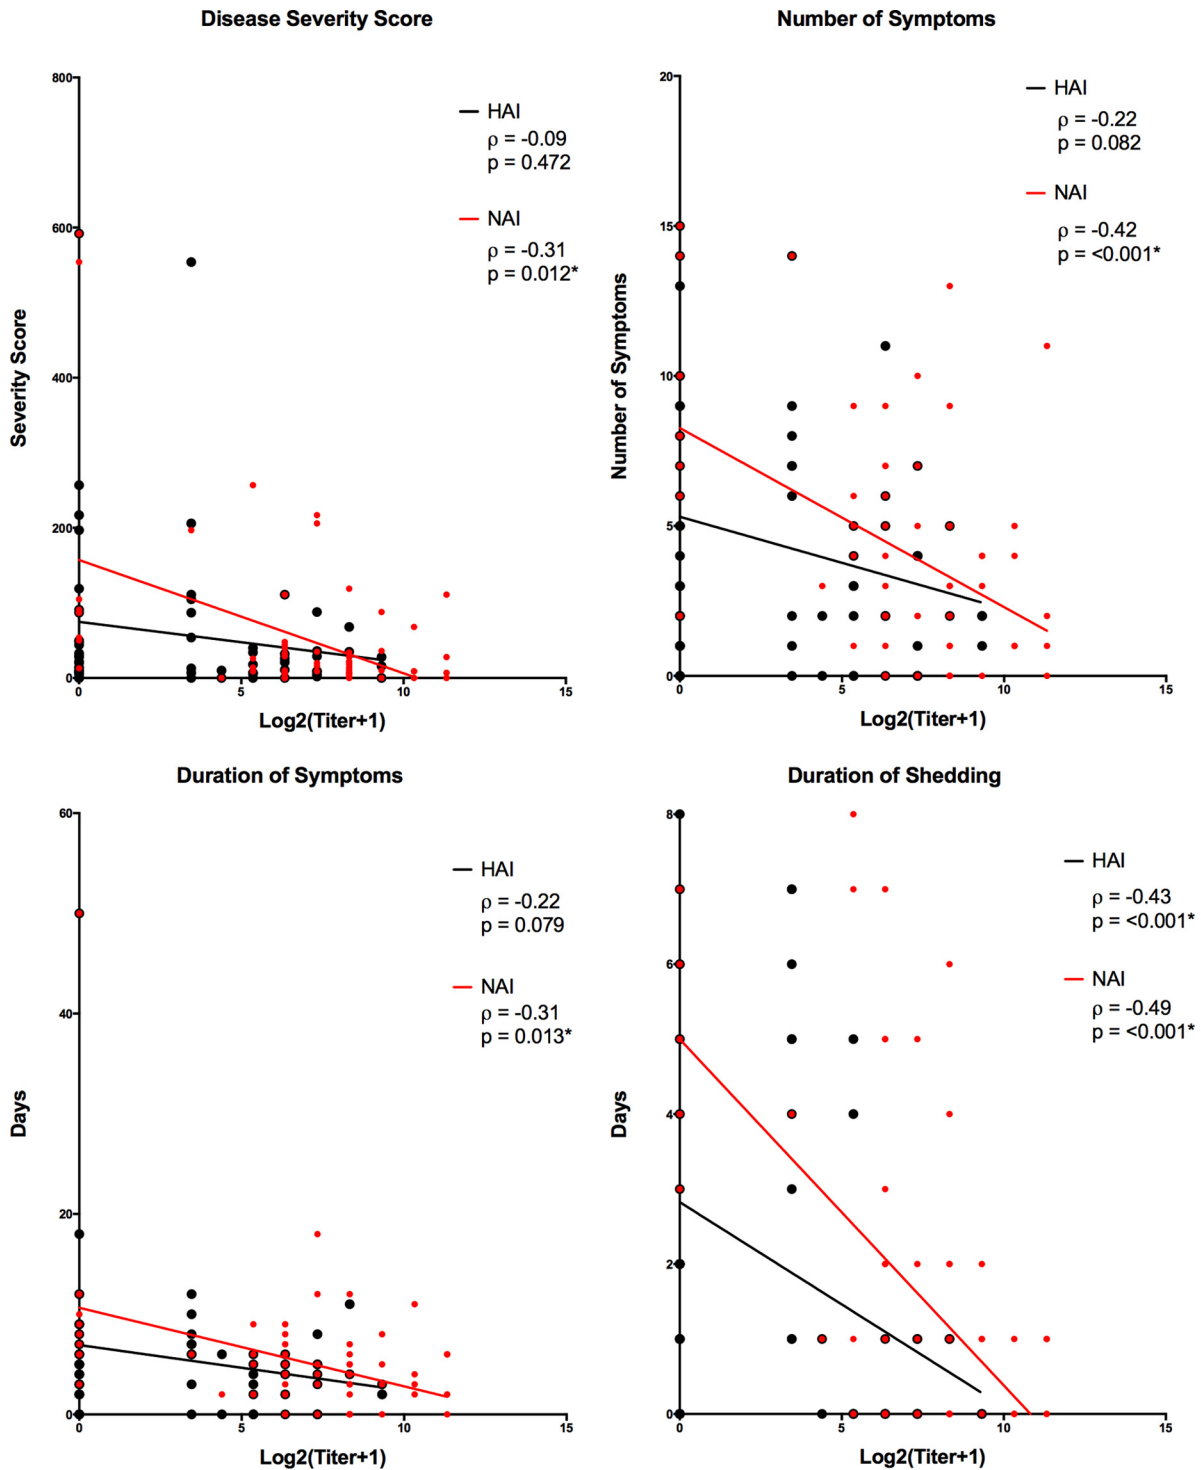 Disease Severity Score
Severity Score
800
600
400
200
0
0 5 10 15
Log2(Titer+1)
HAI
ρ = -0.09
p = 0.472
NAI
ρ = -0.31
p = 0.012*
Number of Symptoms
Number of Symptoms
20
15
10
5
0
0 5 10 15
Log2(Titer+1)
HAI
ρ = -0.22
p = 0.082
NAI
ρ = -0.42
p = <0.001*
Duration of Symptoms
Days
60
40
20
0
0 5 10 15
Log2(Titer+1)
HAI
ρ = -0.22
p = 0.079
NAI
ρ = -0.31
p = 0.013*
Duration of Shedding
Days
8
6
4
2
0
0 5 10 15
Log2(Titer+1)
HAI
ρ = -0.43
p = <0.001*
NAI
ρ = -0.49
p = <0.001*